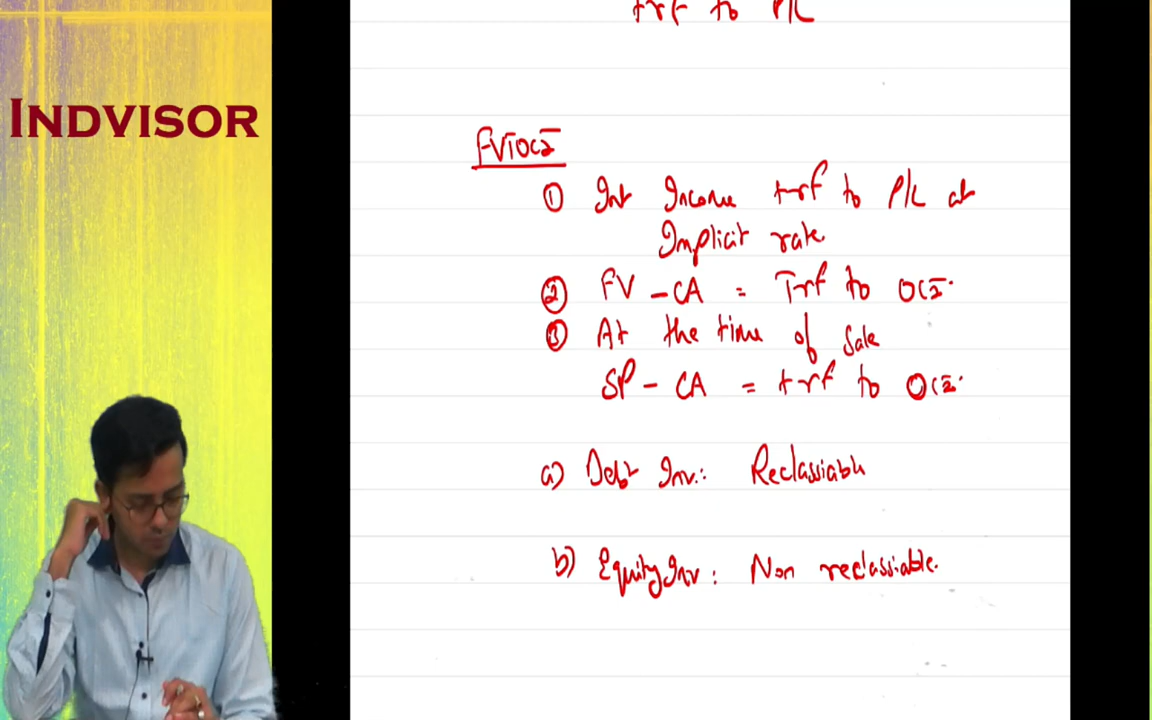 INDVISOR
trf to P/L
FVTOCI
① Int Income trf to P/L at
Implicit rate
② FV - CA = Trf to OCI.
③ At the time of Sale
SP - CA = trf to OCI.
a) Debt Inv.: Reclassiable
b) Equity Inv: Non reclassiable.